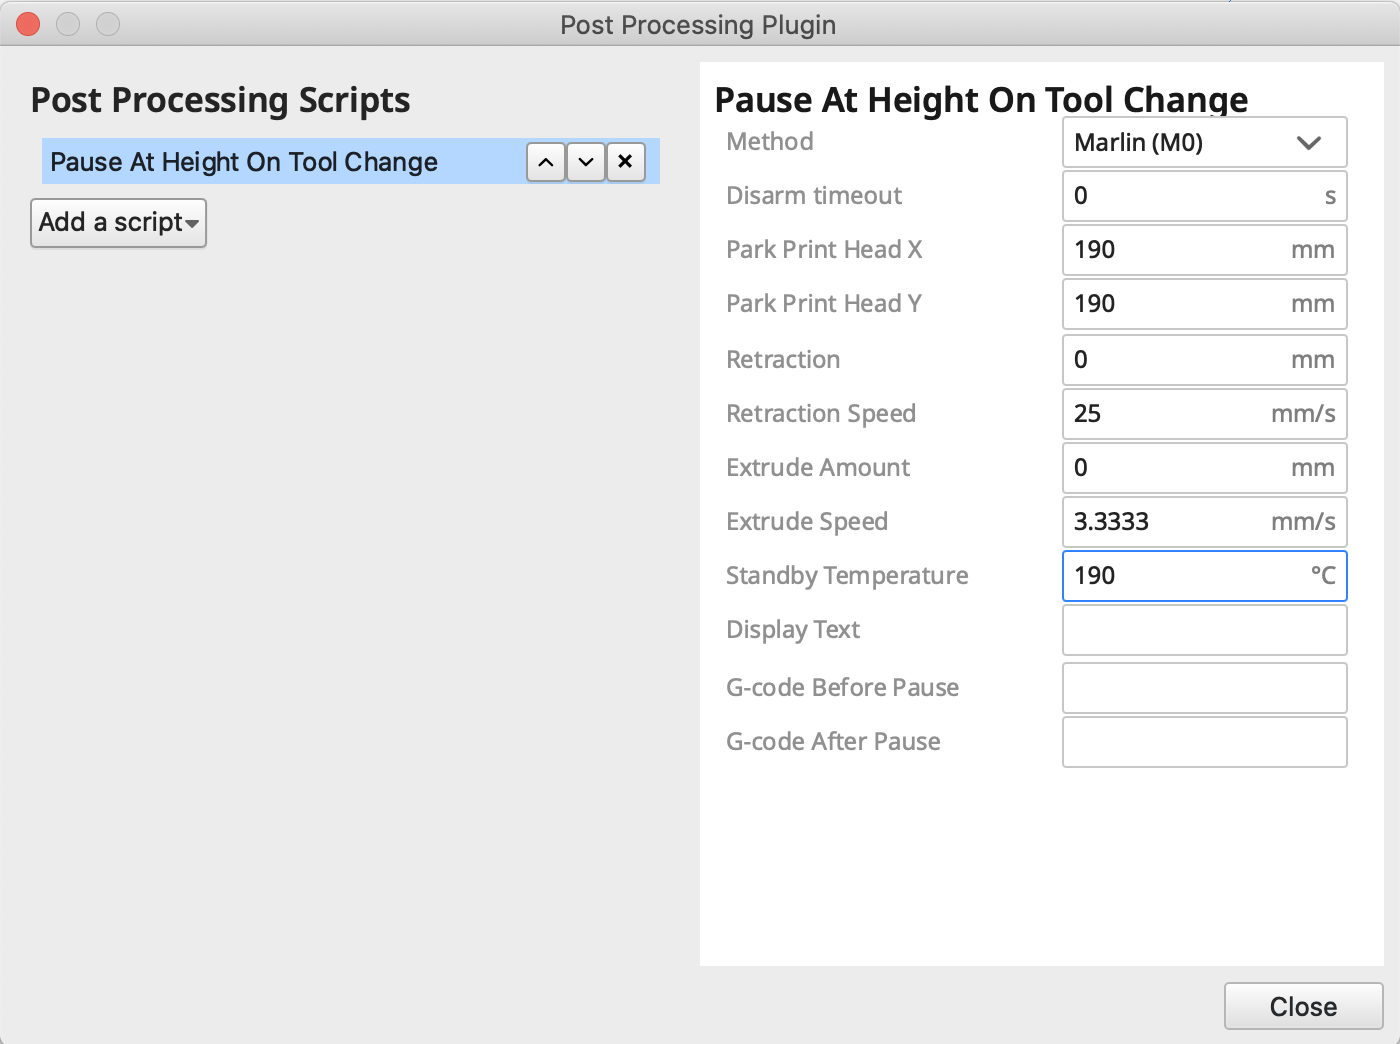 Post Processing Plugin
Post Processing Scripts
Pause At Height On Tool Change
Add a script
Pause At Height On Tool Change
Method Marlin (M0)
Disarm timeout 0 s
Park Print Head X 190 mm
Park Print Head Y 190 mm
Retraction 0 mm
Retraction Speed 25 mm/s
Extrude Amount 0 mm
Extrude Speed 3.3333 mm/s
Standby Temperature 190 °C
Display Text
G-code Before Pause
G-code After Pause
Close